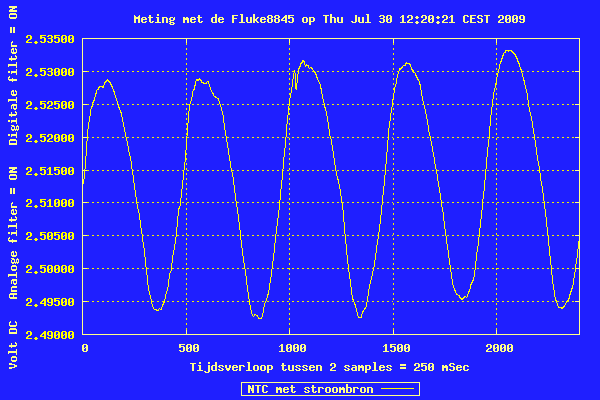 Meting met de Fluke8845 op Thu Jul 30 12:20:21 CEST 2009
Volt DC   Analoge filter = ON   Digitale filter = ON
2.53500
2.53000
2.52500
2.52000
2.51500
2.51000
2.50500
2.50000
2.49500
2.49000
0 500 1000 1500 2000
Tijdsverloop tussen 2 samples = 250 mSec
NTC met stroombron